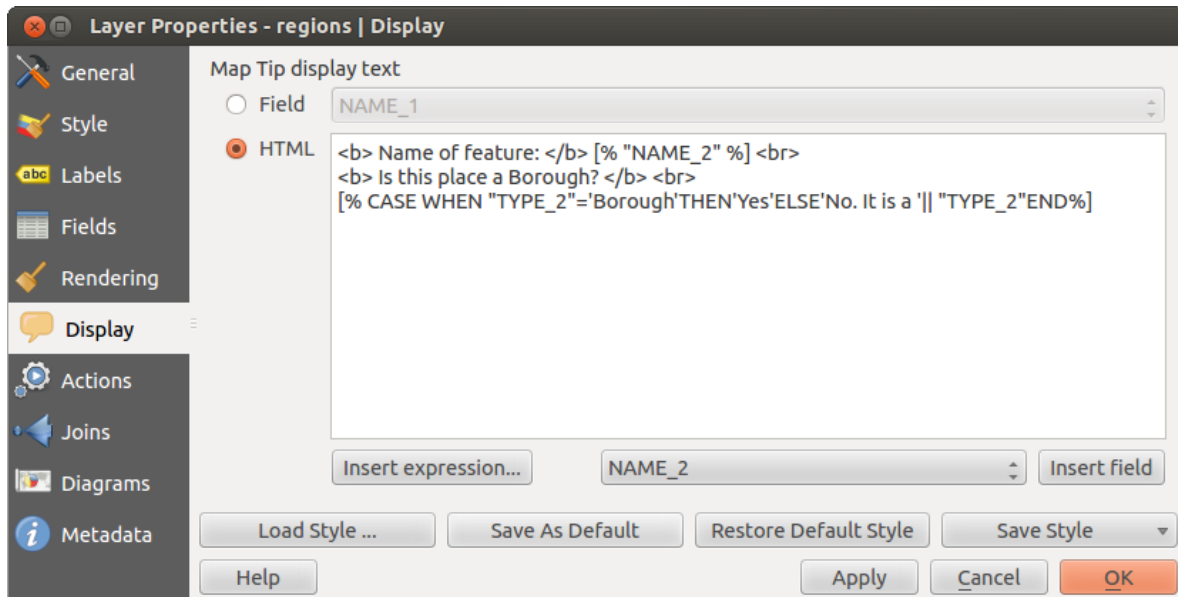 Layer Properties - regions | Display
General
Style
abc Labels
Fields
Rendering
Display
Actions
Joins
Diagrams
i Metadata
Map Tip display text
Field NAME_1
HTML
<b> Name of feature: </b> [% "NAME_2" %] <br>
<b> Is this place a Borough? </b> <br>
[% CASE WHEN "TYPE_2"='Borough'THEN'Yes'ELSE'No. It is a '|| "TYPE_2"END%]
Insert expression... NAME_2 Insert field
Load Style ... Save As Default Restore Default Style Save Style
Help Apply Cancel OK